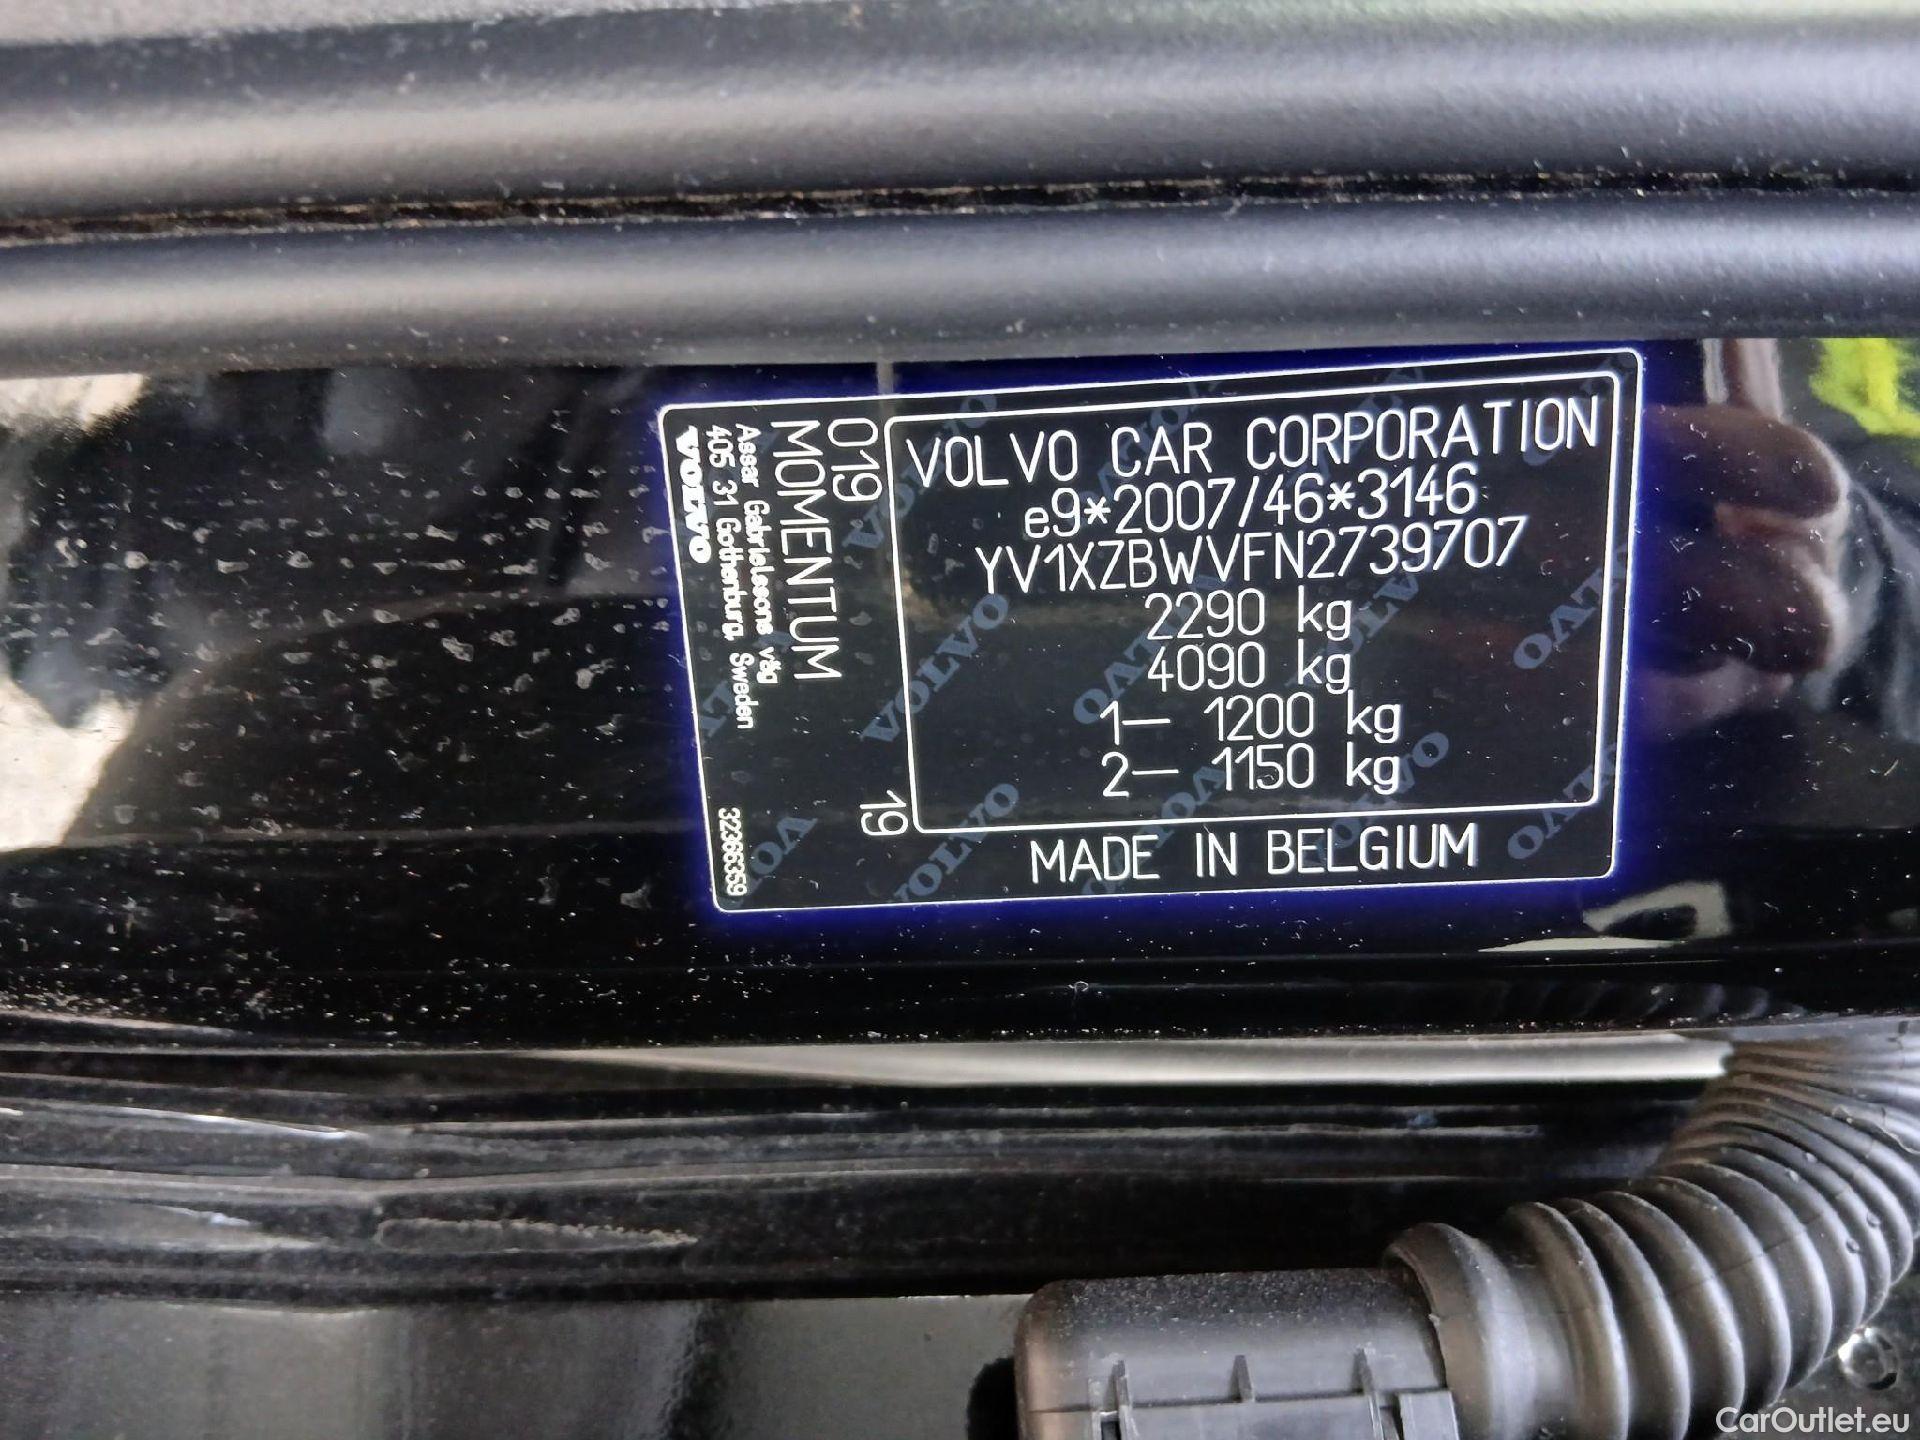 VOLVO CAR CORPORATION
e9*2007/46*3146
YV1XZBWVFN2739707
2290 kg
4090 kg
1— 1200 kg
2— 1150 kg
MADE IN BELGIUM
019
19
MOMENTUM
Assar Gabrielssons väg
405 31 Gothenburg, Sweden
32366359
VOLVO
CarOutlet.eu